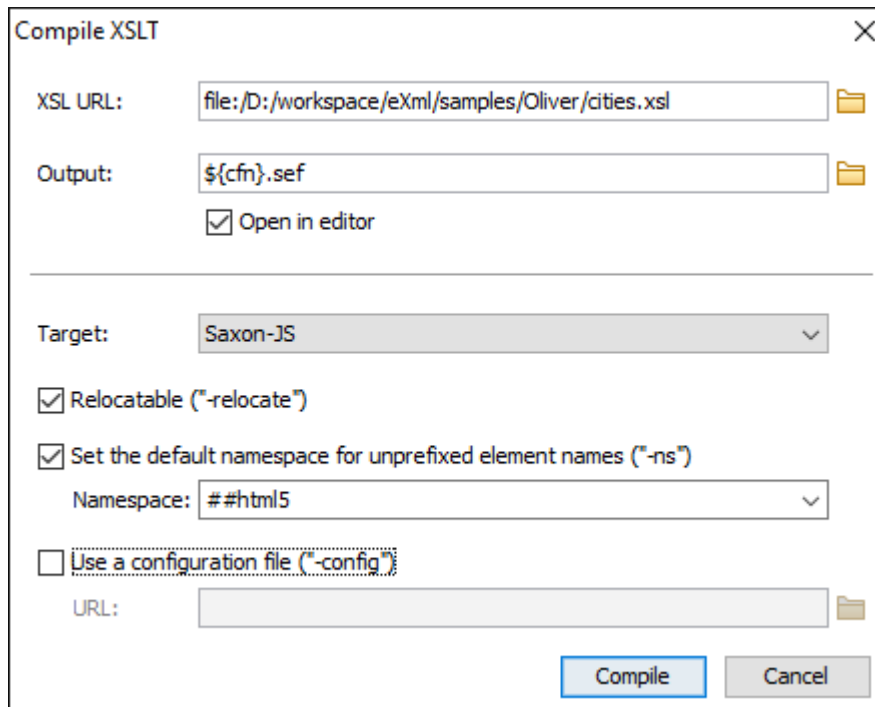 Compile XSLT
XSL URL: file:/D:/workspace/eXml/samples/Oliver/cities.xsl
Output: ${cfn}.sef
Open in editor
Target: Saxon-JS
Relocatable ("-relocate")
Set the default namespace for unprefixed element names ("-ns")
Namespace: ##html5
Use a configuration file ("-config")
URL:
Compile Cancel